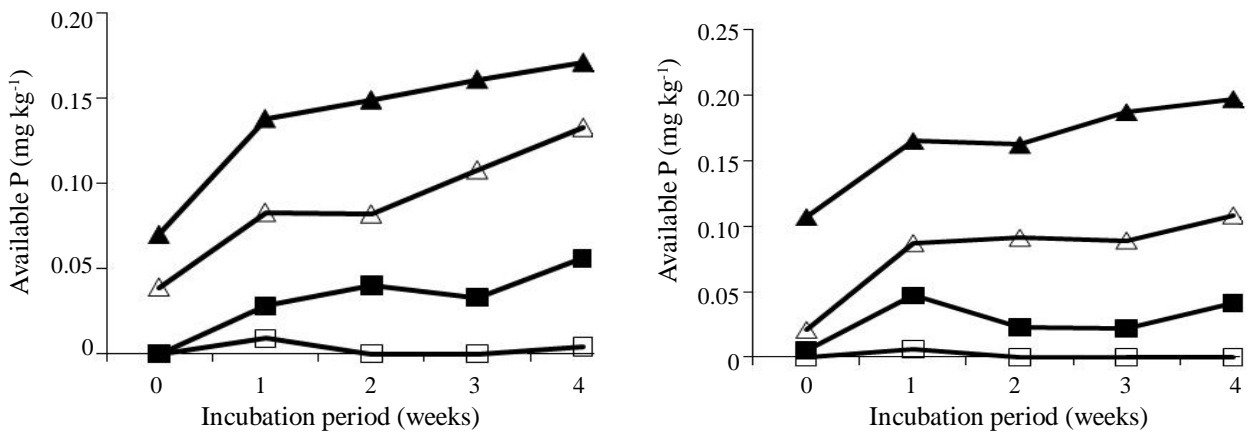 0.20
0.15
0.10
0.05
0
Available P (mg kg⁻¹)
0 1 2 3 4
Incubation period (weeks)
0.25
0.20
0.15
0.10
0.05
0
Available P (mg kg⁻¹)
0 1 2 3 4
Incubation period (weeks)